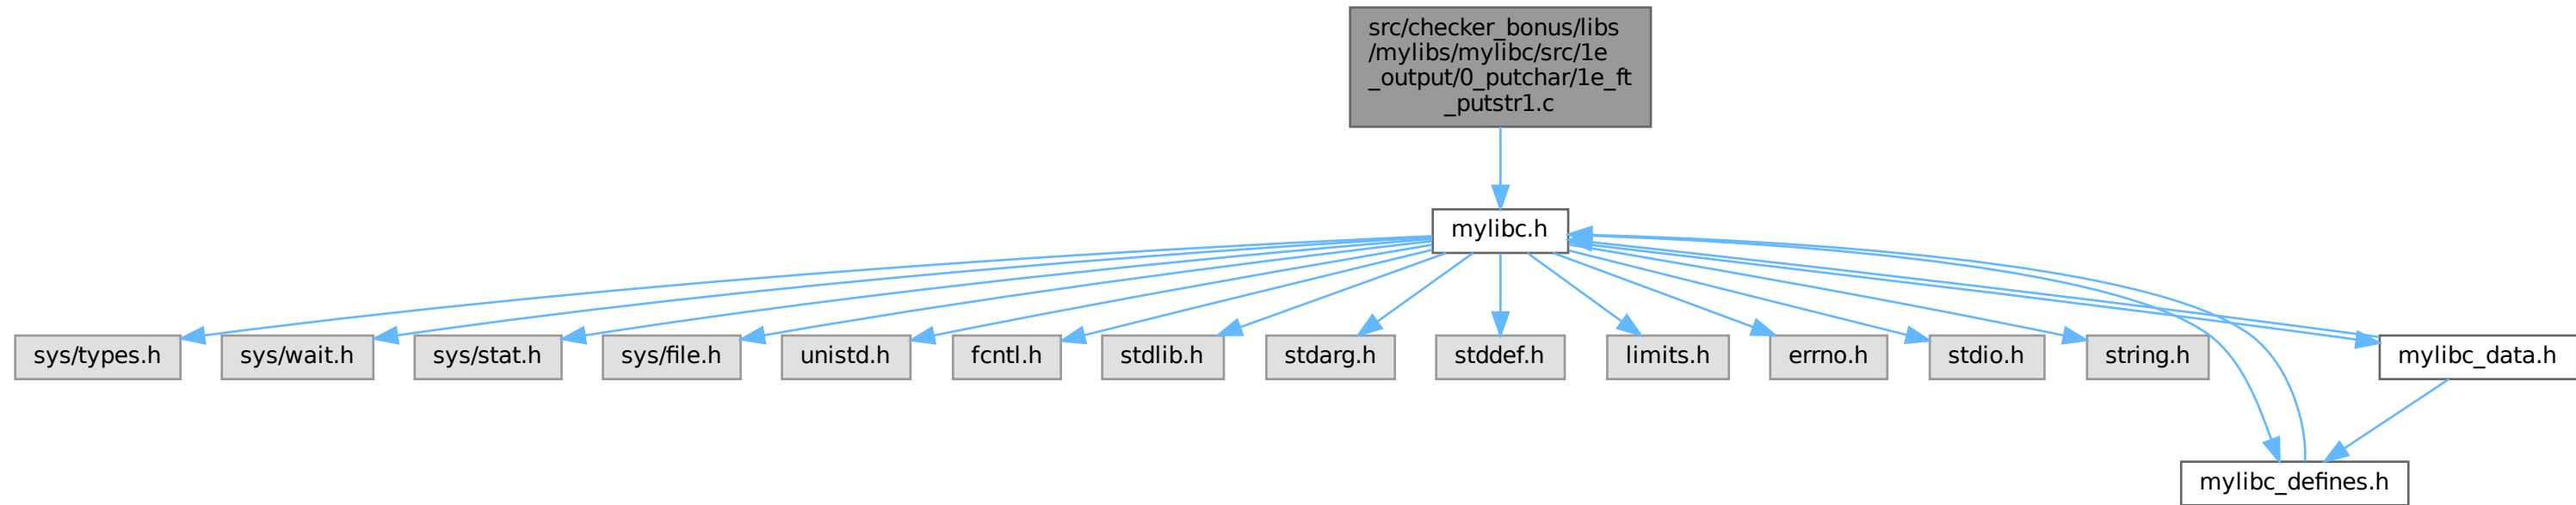 src/checker_bonus/libs
/mylibs/mylibc/src/1e
_output/0_putchar/1e_ft
_putstr1.c
mylibc.h
sys/types.h
sys/wait.h
sys/stat.h
sys/file.h
unistd.h
fcntl.h
stdlib.h
stdarg.h
stddef.h
limits.h
errno.h
stdio.h
string.h
mylibc_data.h
mylibc_defines.h